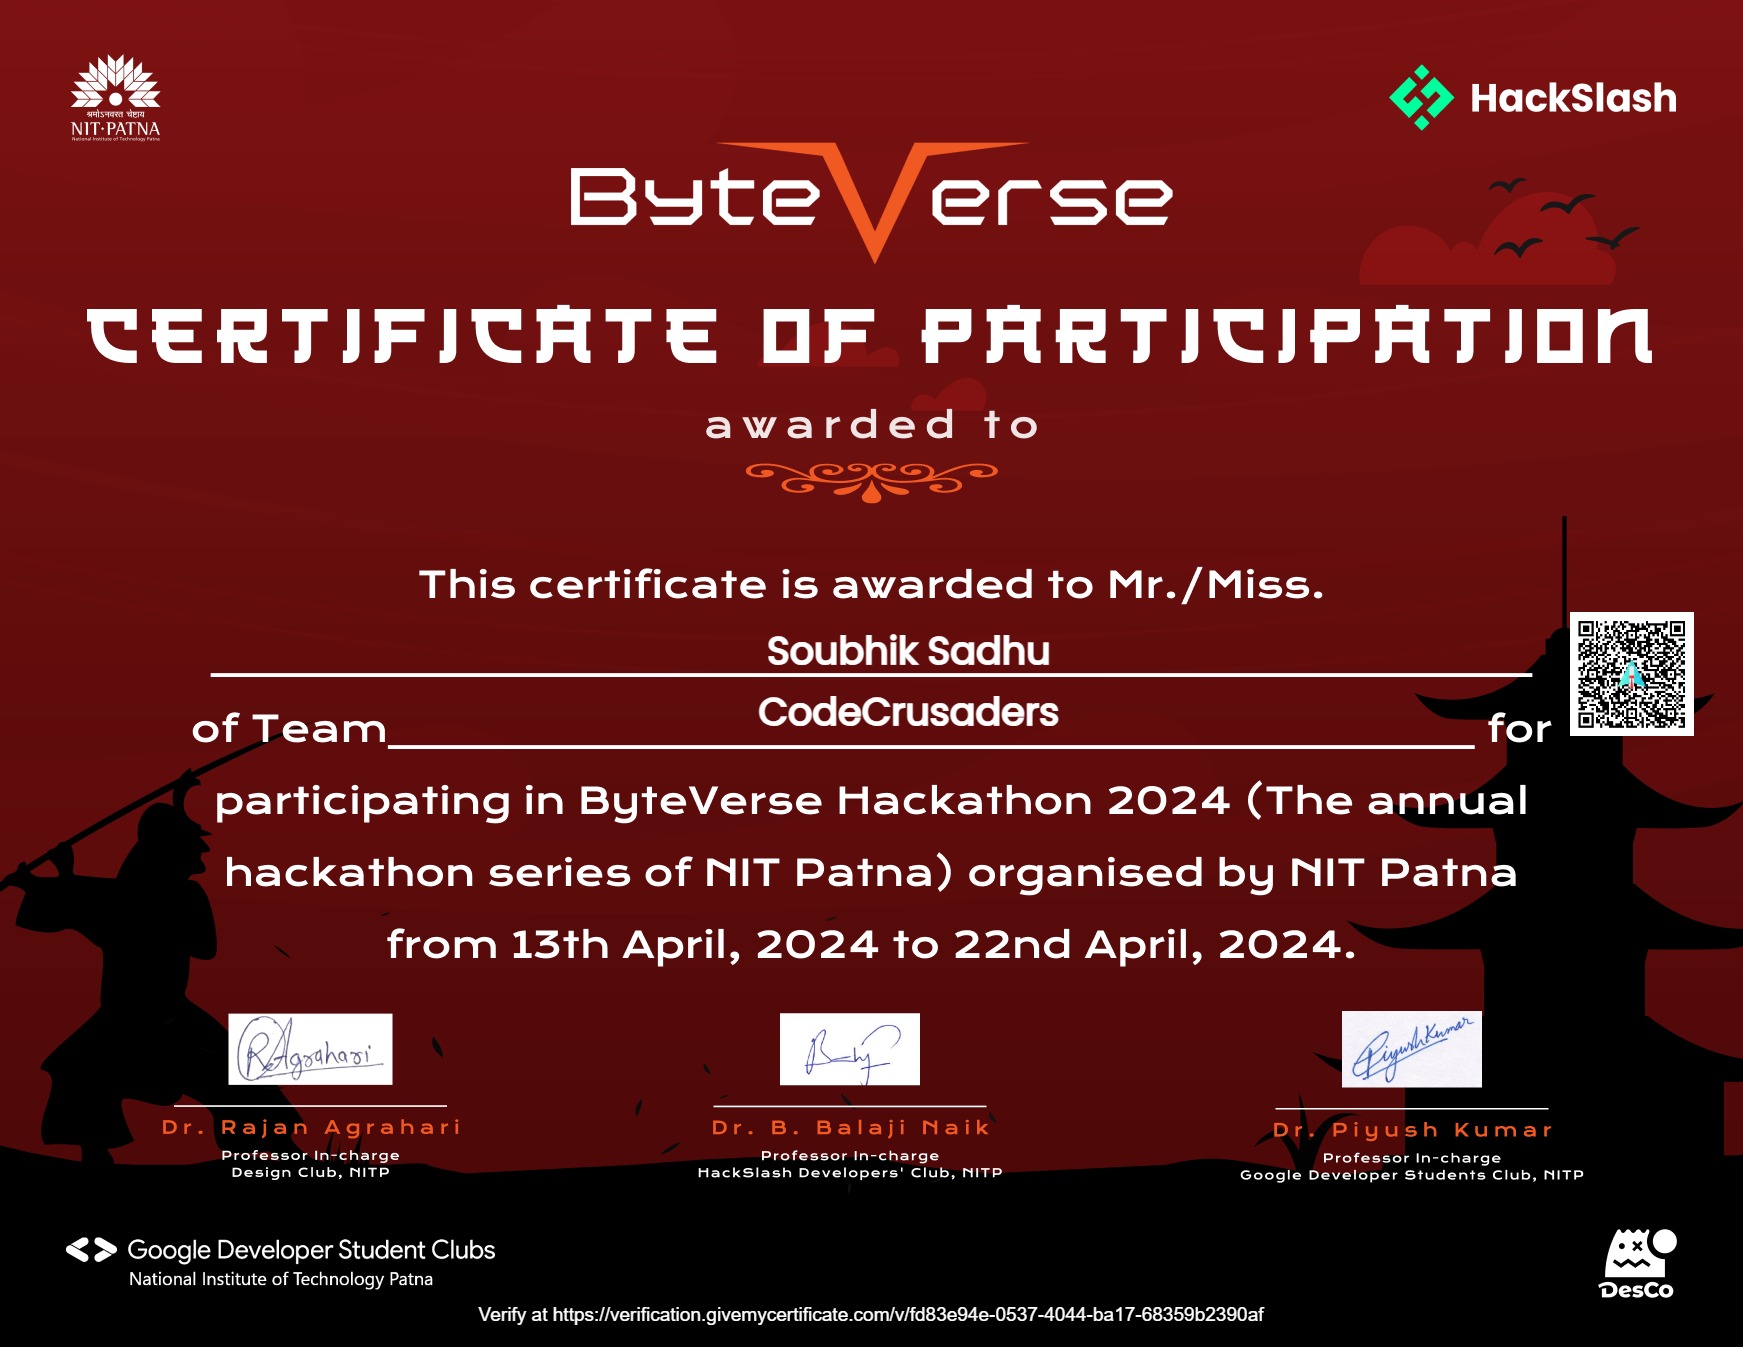 श्रमोऽनवरत चेष्टाय
NIT·PATNA
National Institute of Technology Patna
HackSlash
ByteVerse
CERTIFICATE OF PARTICIPATION
awarded to
This certificate is awarded to Mr./Miss.
Soubhik Sadhu
CodeCrusaders
of Team for
participating in ByteVerse Hackathon 2024 (The annual
hackathon series of NIT Patna) organised by NIT Patna
from 13th April, 2024 to 22nd April, 2024.
RAgrahari
PiyushKumar
Dr. Rajan Agrahari
Professor In-charge
Design Club, NITP
Dr. B. Balaji Naik
Professor In-charge
HackSlash Developers' Club, NITP
Dr. Piyush Kumar
Professor In-charge
Google Developer Students Club, NITP
Google Developer Student Clubs
National Institute of Technology Patna
DesCo
Verify at https://verification.givemycertificate.com/v/fd83e94e-0537-4044-ba17-68359b2390af